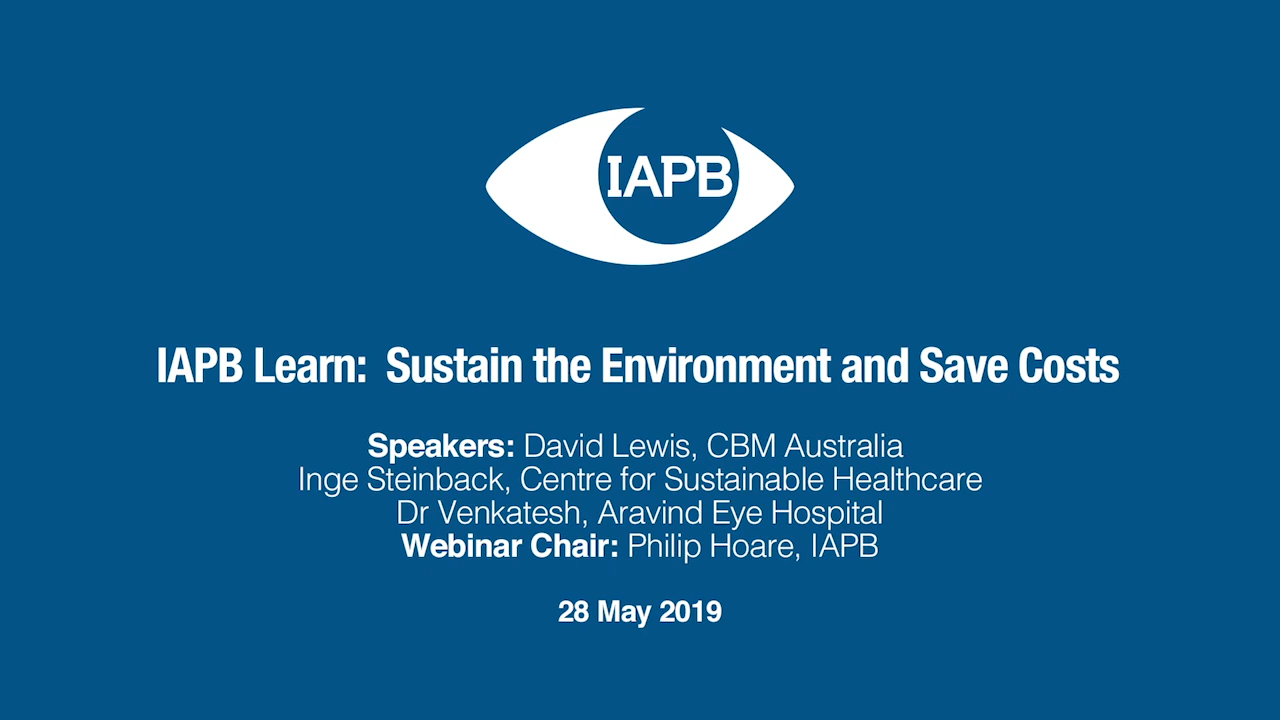 IAPB
IAPB Learn: Sustain the Environment and Save Costs
Speakers: David Lewis, CBM Australia
Inge Steinback, Centre for Sustainable Healthcare
Dr Venkatesh, Aravind Eye Hospital
Webinar Chair: Philip Hoare, IAPB
28 May 2019